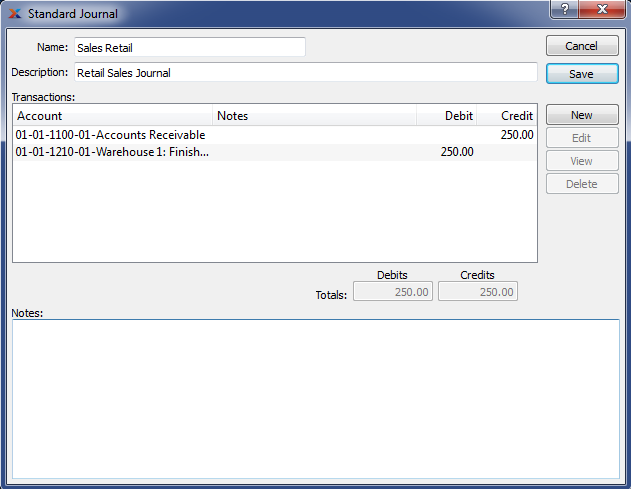 Standard Journal
?
X
Name: Sales Retail
Cancel
Description: Retail Sales Journal
Save
Transactions:
Account Notes Debit Credit
New
01-01-1100-01-Accounts Receivable 250.00
Edit
01-01-1210-01-Warehouse 1: Finish... 250.00
View
Delete
Debits Credits
Totals: 250.00 250.00
Notes: